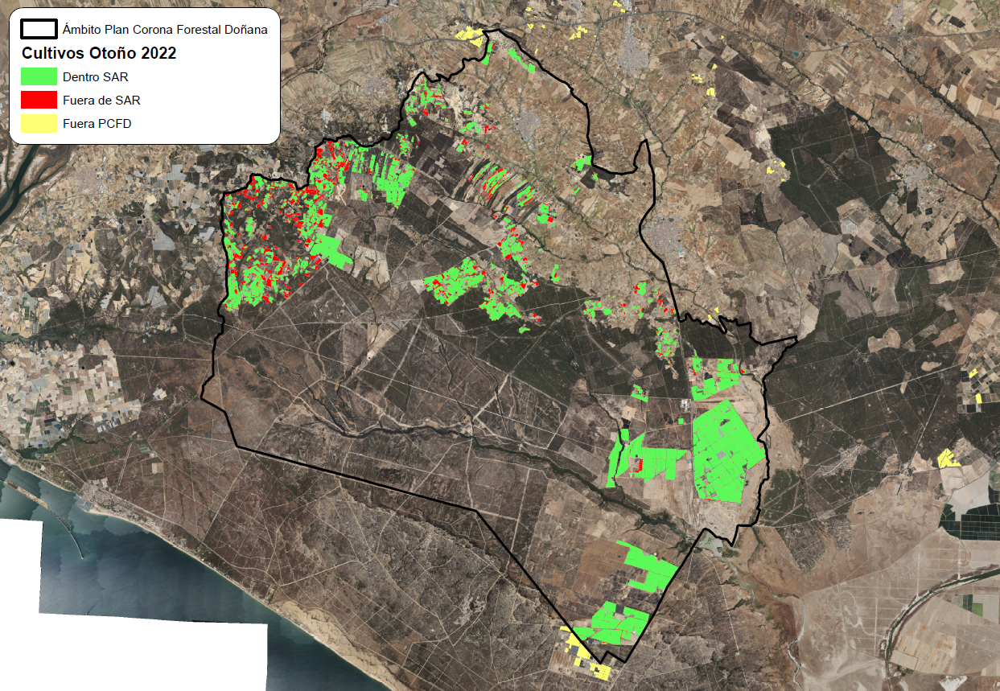 Ámbito Plan Corona Forestal Doñana
Cultivos Otoño 2022
Dentro SAR
Fuera de SAR
Fuera PCFD